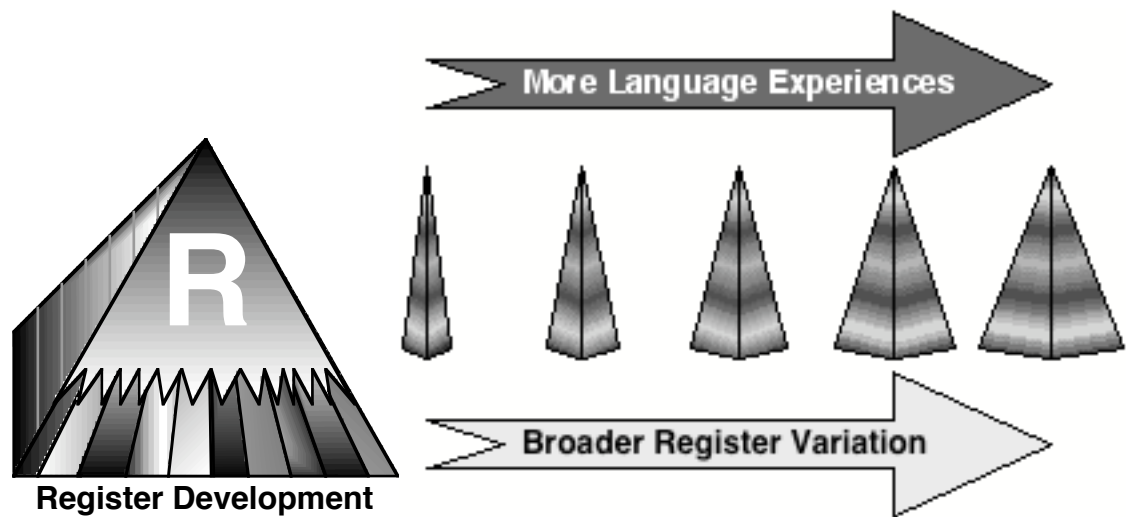 More Language Experiences
R
Broader Register Variation
Register Development